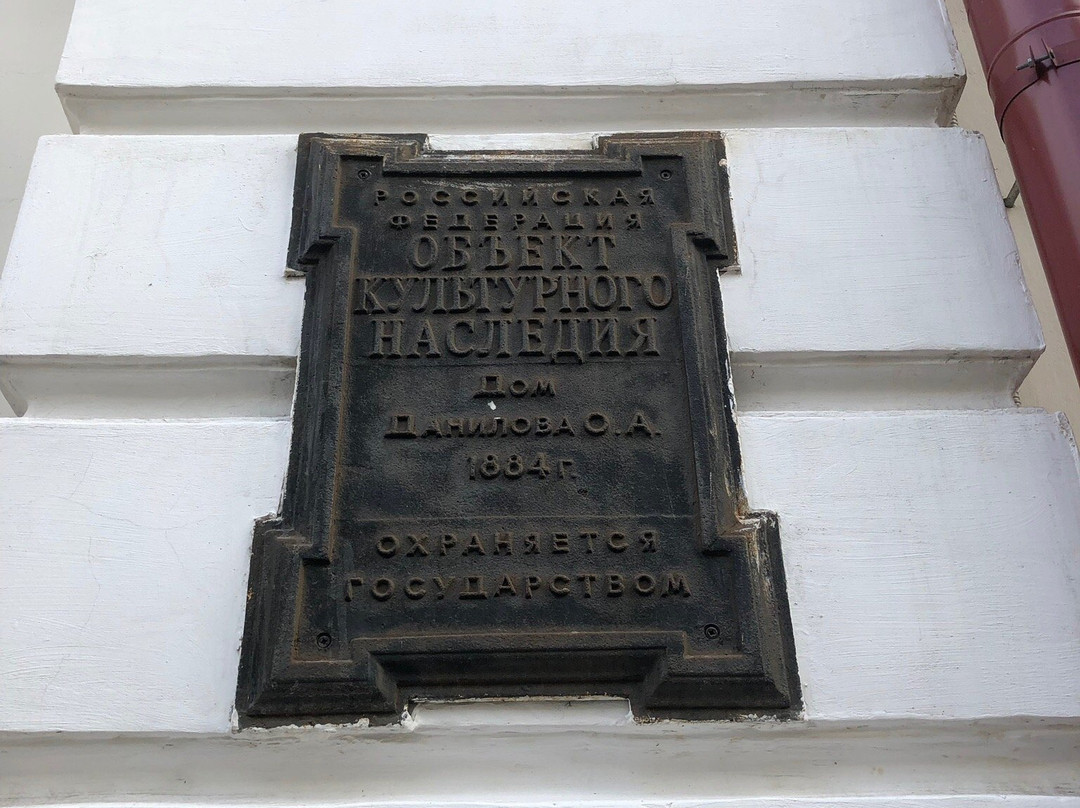 РОССИЙСКАЯ
ФЕДЕРАЦИЯ
ОБЪЕКТ
КУЛЬТУРНОГО
НАСЛЕДИЯ
Дом
Данилова О.А.
1884 г.
ОХРАНЯЕТСЯ
ГОСУДАРСТВОМ